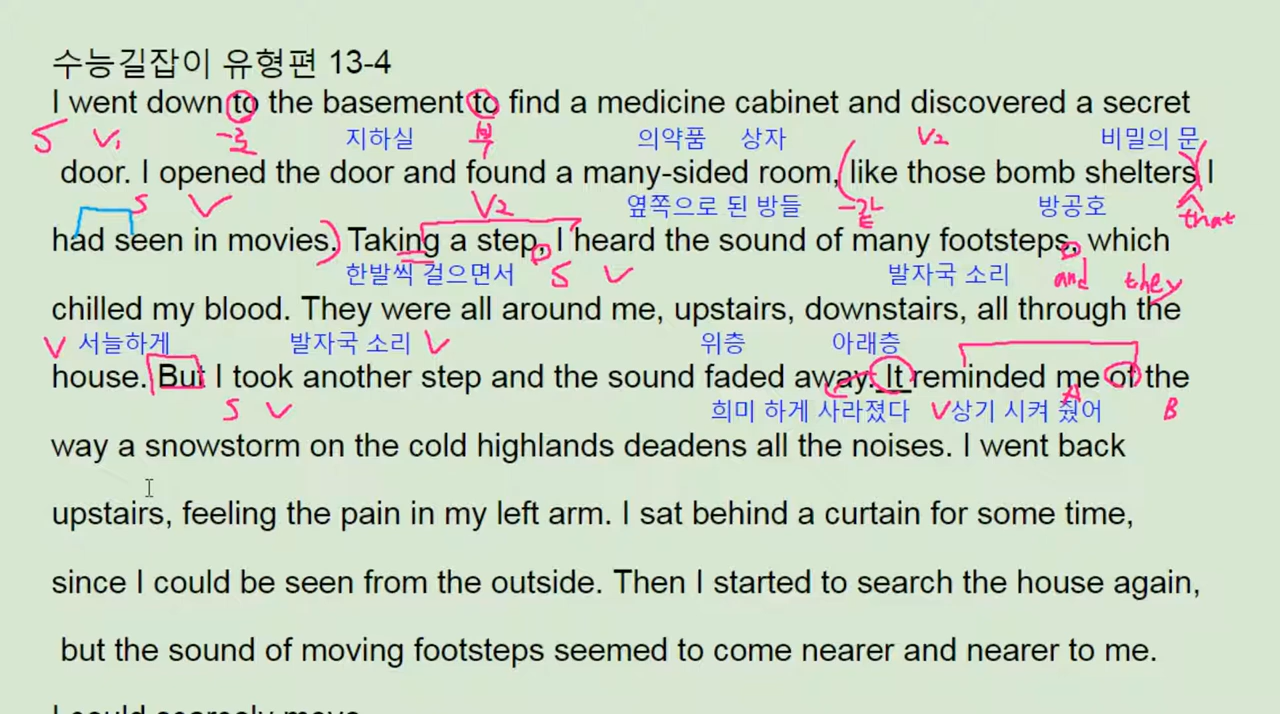 수능길잡이 유형편 13-4
I went down to the basement to find a medicine cabinet and discovered a secret
S V₁ -로 지하실 부 의약품 상자 V2 비밀의 문
door. I opened the door and found a many-sided room, (like those bomb shelters) I
S V V2 옆쪽으로 된 방들 -같 방공호 that
had seen in movies.) Taking a step, I heard the sound of many footsteps, which
한발씩 걸으면서 S V 발자국 소리 and they
chilled my blood. They were all around me, upstairs, downstairs, all through the
V 서늘하게 발자국 소리 V 위층 아래층
house. But I took another step and the sound faded away. It reminded me of the
S V 희미 하게 사라졌다 V 상기 시켜 줬어 A B
way a snowstorm on the cold highlands deadens all the noises. I went back
upstairs, feeling the pain in my left arm. I sat behind a curtain for some time,
since I could be seen from the outside. Then I started to search the house again,
but the sound of moving footsteps seemed to come nearer and nearer to me.
I could scarcely move.